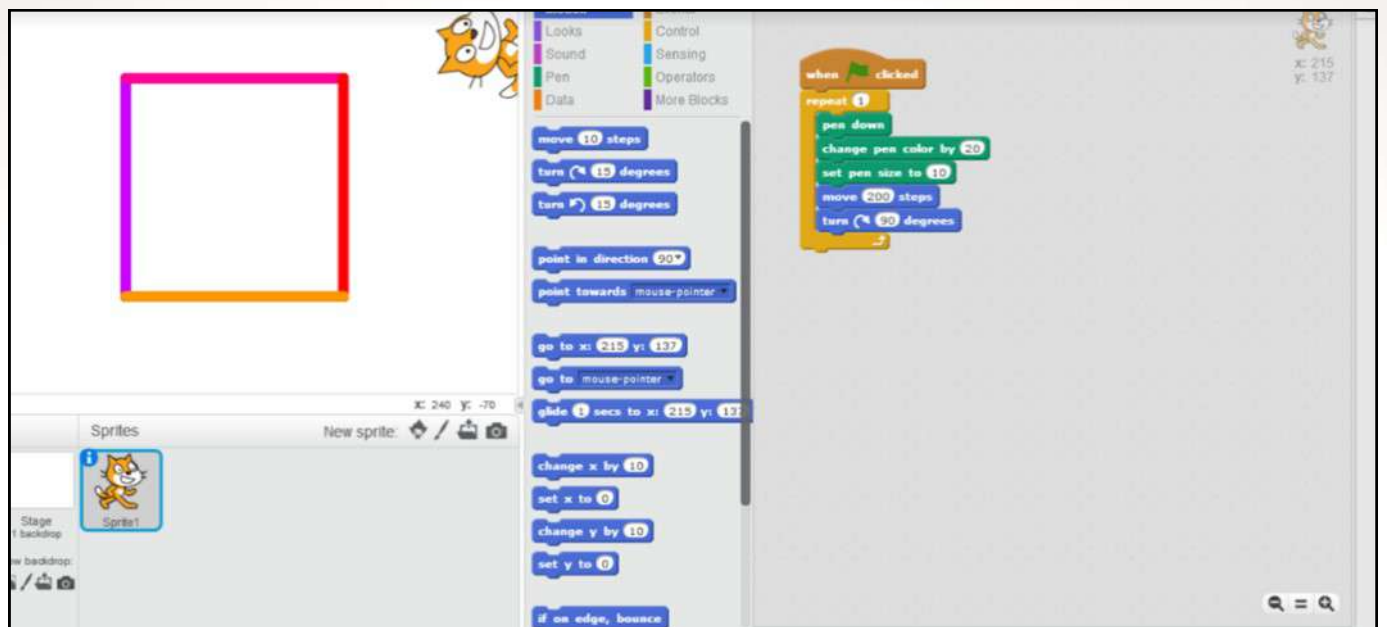 Looks Control
Sound Sensing
Pen Operators
Data More Blocks
move 10 steps
turn 15 degrees
turn 15 degrees
point in direction 90
point towards mouse-pointer
go to x: 215 y: 137
go to mouse-pointer
glide 1 secs to x: 215 y: 137
change x by 10
set x to 0
change y by 10
set y to 0
if on edge, bounce
when clicked
repeat 1
pen down
change pen color by 20
set pen size to 10
move 200 steps
turn 90 degrees
x: 215
y: 137
x: 240 y: -70
Sprites New sprite:
Sprite1
Stage
1 backdrop
backdrop: